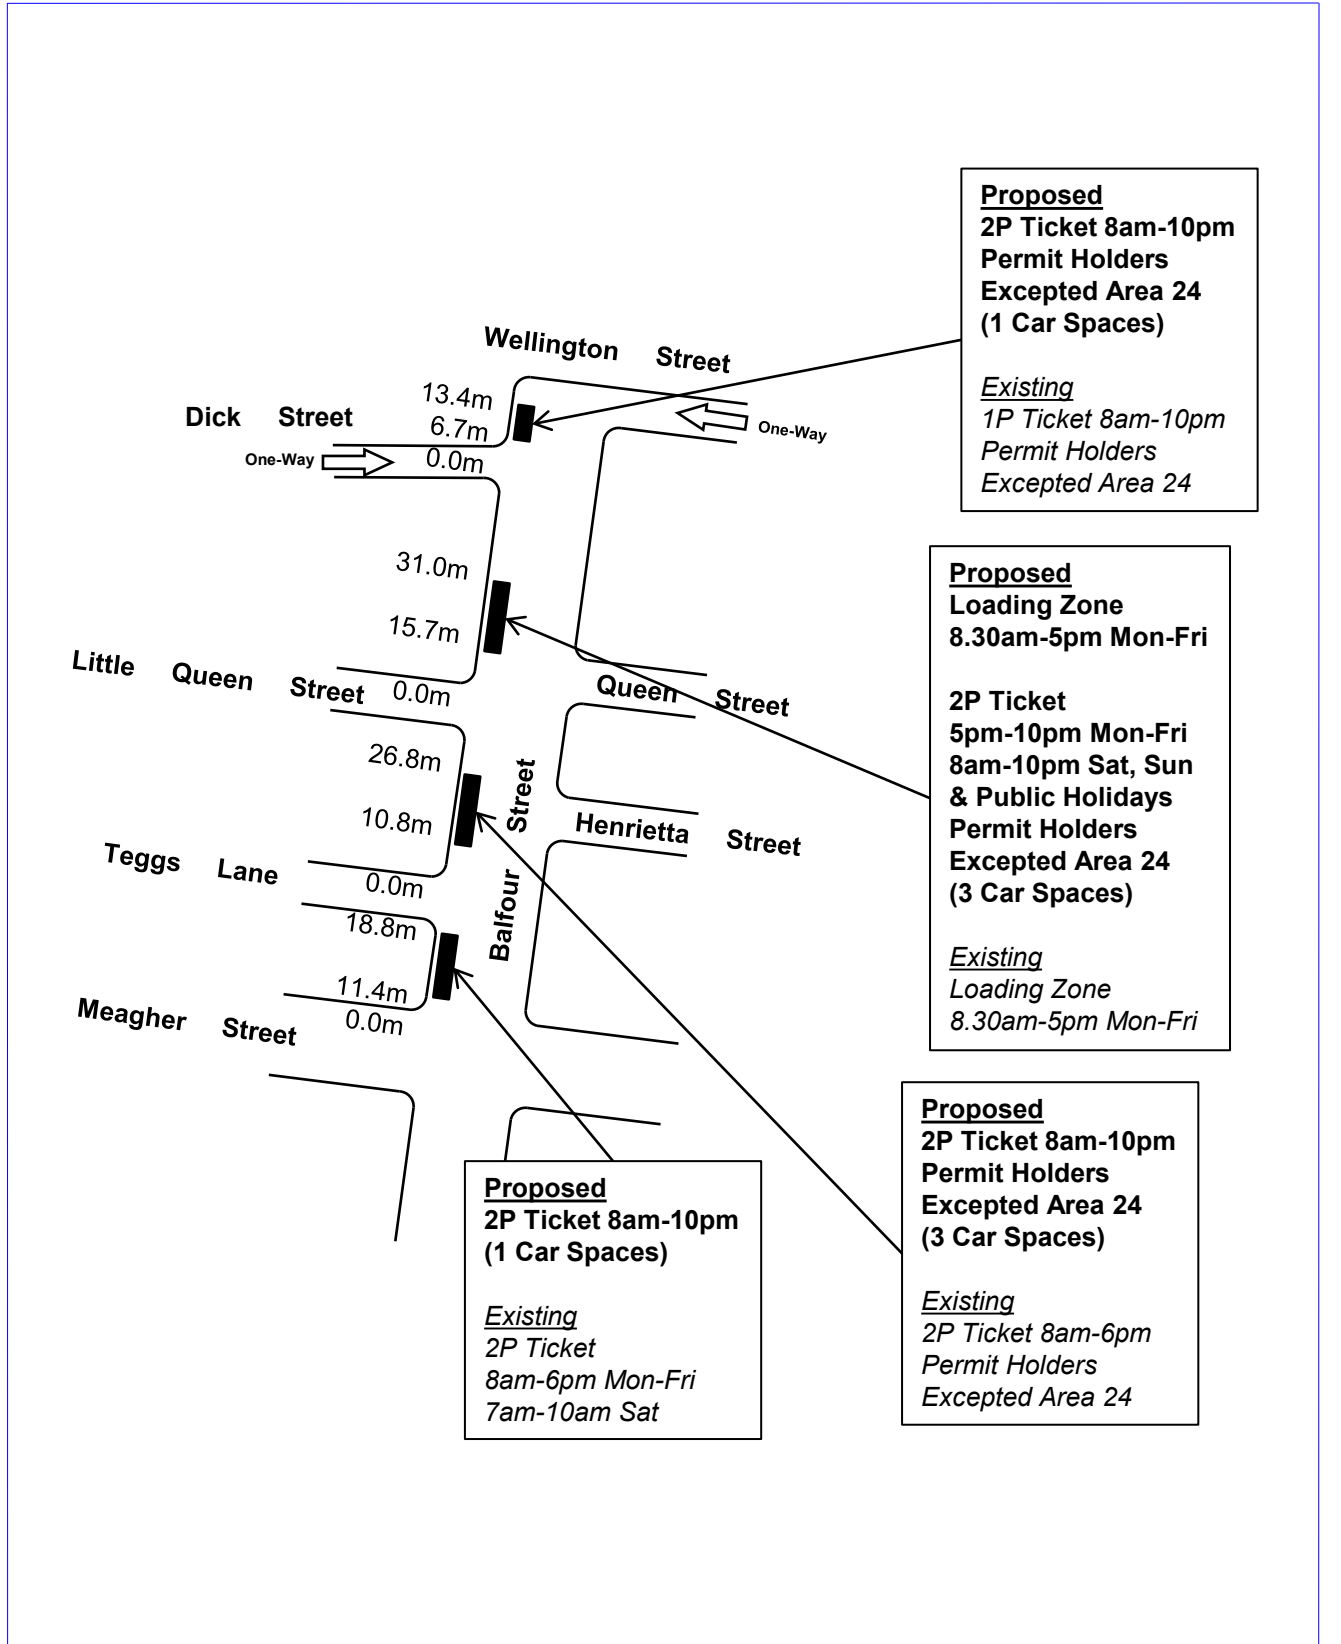 Proposed
2P Ticket 8am-10pm
Permit Holders
Excepted Area 24
(1 Car Spaces)
Existing
1P Ticket 8am-10pm
Permit Holders
Excepted Area 24
Wellington Street
13.4m
Dick Street
6.7m
One-Way
One-Way
0.0m
31.0m
15.7m
Proposed
Loading Zone
8.30am-5pm Mon-Fri
2P Ticket
5pm-10pm Mon-Fri
8am-10pm Sat, Sun
& Public Holidays
Permit Holders
Excepted Area 24
(3 Car Spaces)
Existing
Loading Zone
8.30am-5pm Mon-Fri
Little Queen Street
0.0m
Queen Street
26.8m
10.8m
Balfour Street
Henrietta Street
Teggs Lane
0.0m
18.8m
11.4m
Meagher Street
0.0m
Proposed
2P Ticket 8am-10pm
Permit Holders
Excepted Area 24
(3 Car Spaces)
Existing
2P Ticket 8am-6pm
Permit Holders
Excepted Area 24
Proposed
2P Ticket 8am-10pm
(1 Car Spaces)
Existing
2P Ticket
8am-6pm Mon-Fri
7am-10am Sat